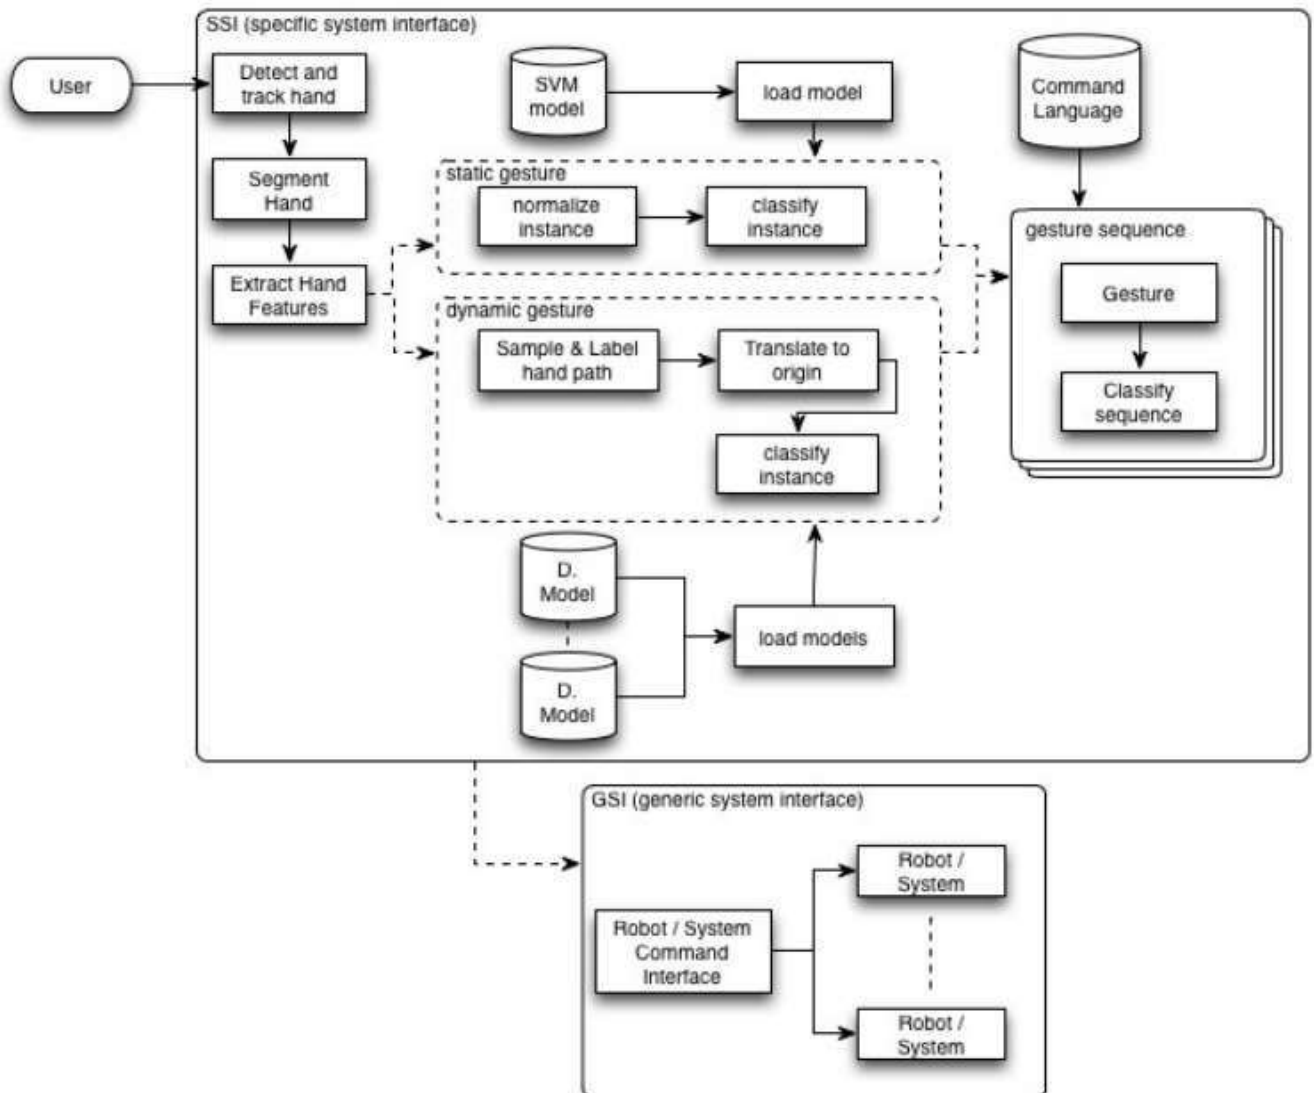 SSI (specific system interface)
User
Detect and
track hand
SVM
model
load model
Command
Language
Segment
Hand
static gesture
normalize
instance
classify
instance
gesture sequence
Extract Hand
Features
Gesture
dynamic gesture
Sample & Label
hand path
Translate to
origin
Classify
sequence
classify
instance
D.
Model
load models
D.
Model
GSI (generic system interface)
Robot /
System
Robot / System
Command
Interface
Robot /
System